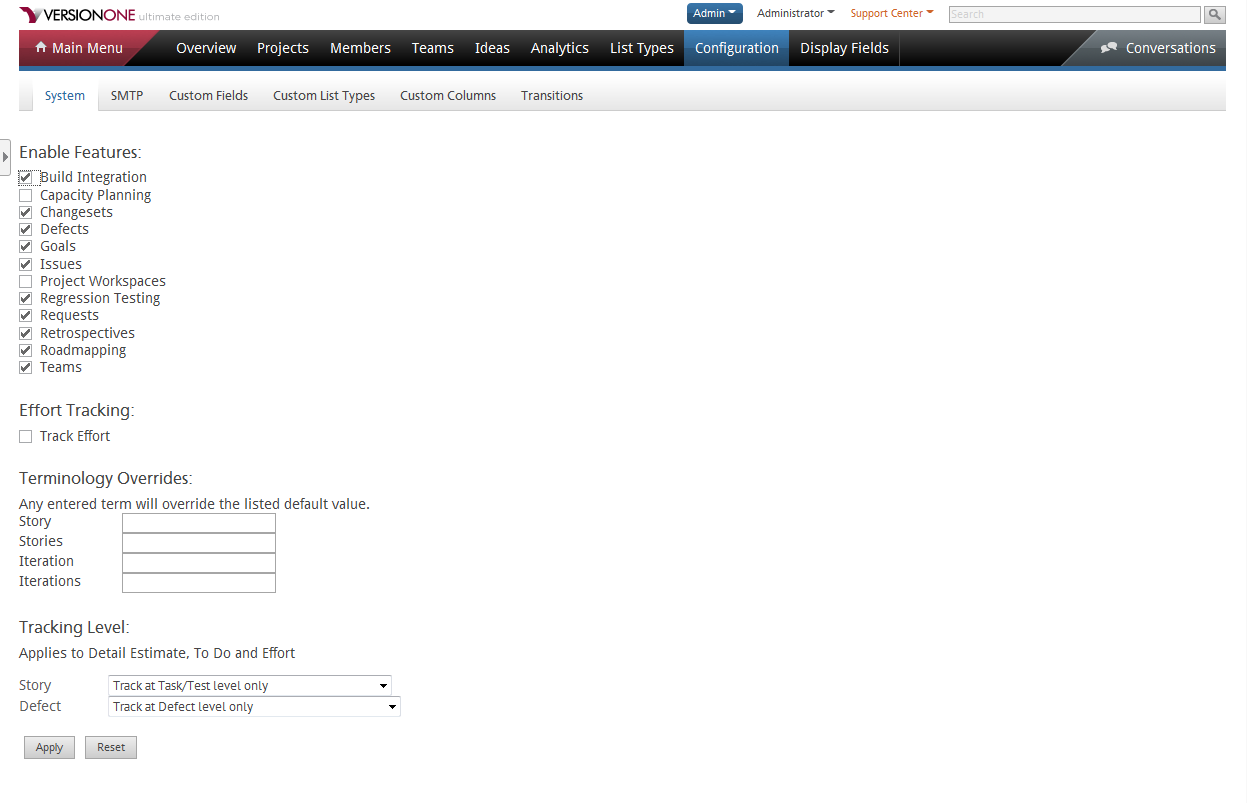 VERSIONONE ultimate edition Admin Administrator Support Center Search
Main Menu Overview Projects Members Teams Ideas Analytics List Types Configuration Display Fields Conversations
System SMTP Custom Fields Custom List Types Custom Columns Transitions
Enable Features:
Build Integration
Capacity Planning
Changesets
Defects
Goals
Issues
Project Workspaces
Regression Testing
Requests
Retrospectives
Roadmapping
Teams
Effort Tracking:
Track Effort
Terminology Overrides:
Any entered term will override the listed default value.
Story
Stories
Iteration
Iterations
Tracking Level:
Applies to Detail Estimate, To Do and Effort
Story Track at Task/Test level only
Defect Track at Defect level only
Apply Reset